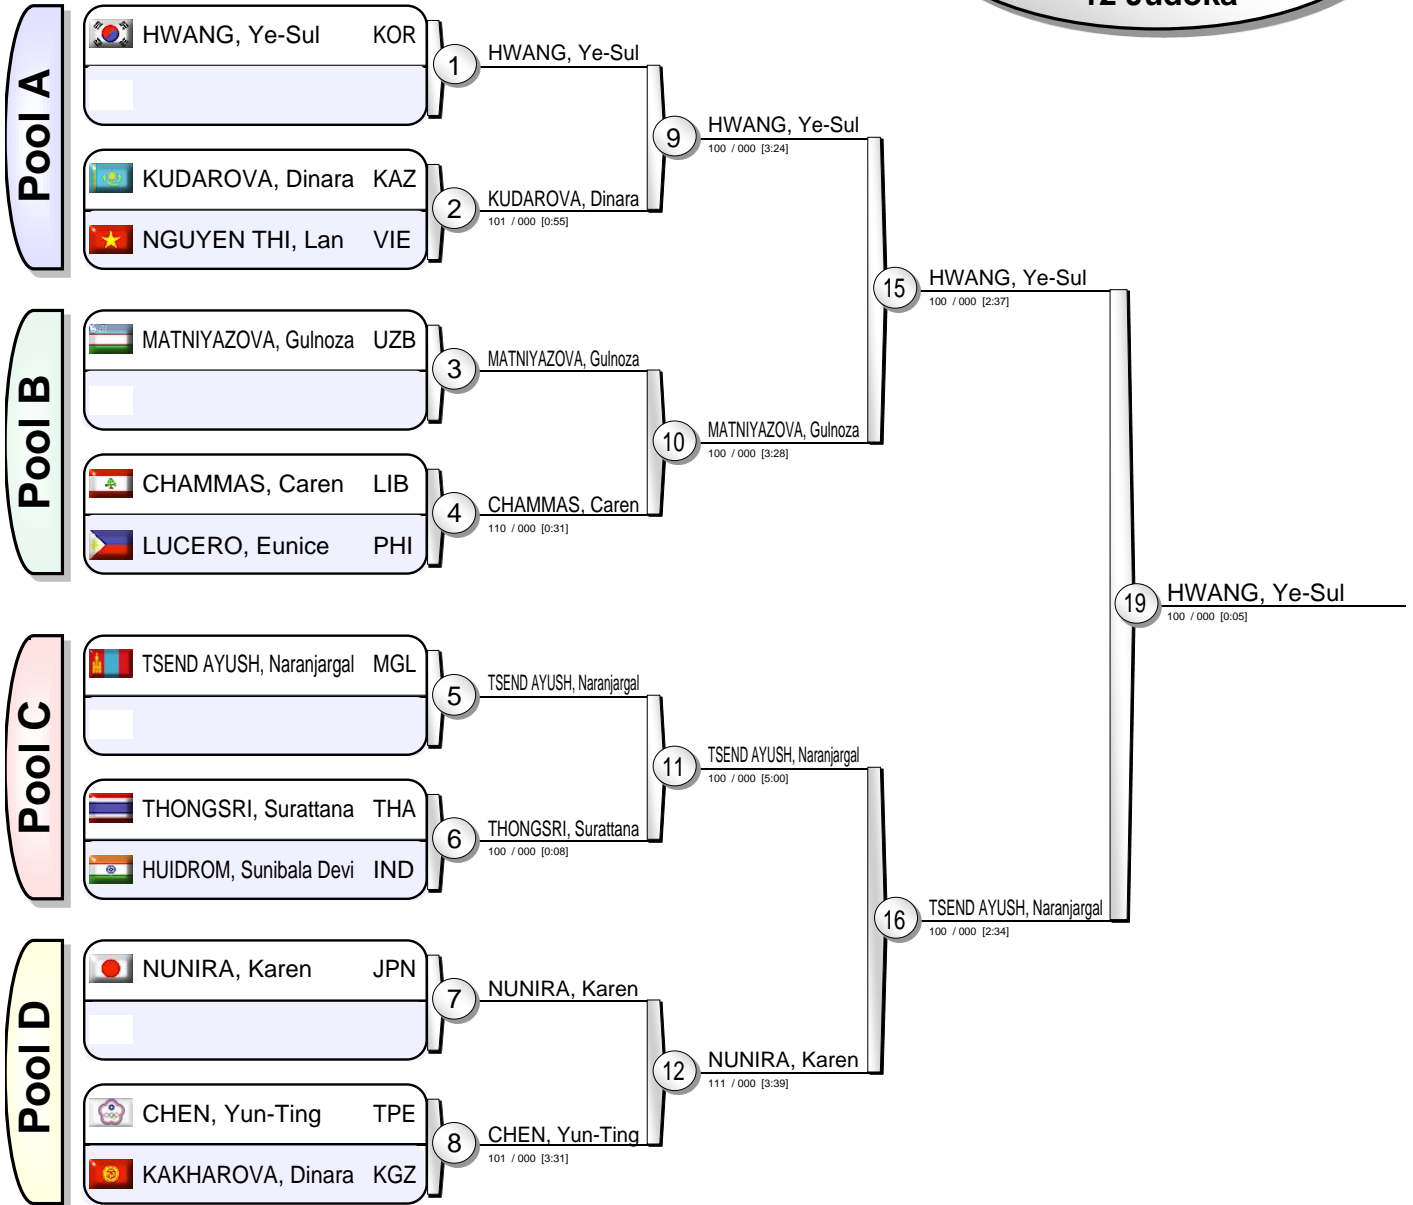 12 Judoka
Pool A
HWANG, Ye-Sul KOR
KUDAROVA, Dinara KAZ
NGUYEN THI, Lan VIE
1
HWANG, Ye-Sul
2
KUDAROVA, Dinara
101 / 000 [0:55]
9
HWANG, Ye-Sul
100 / 000 [3:24]
Pool B
MATNIYAZOVA, Gulnoza UZB
CHAMMAS, Caren LIB
LUCERO, Eunice PHI
3
MATNIYAZOVA, Gulnoza
4
CHAMMAS, Caren
110 / 000 [0:31]
10
MATNIYAZOVA, Gulnoza
100 / 000 [3:28]
15
HWANG, Ye-Sul
100 / 000 [2:37]
Pool C
TSEND AYUSH, Naranjargal MGL
THONGSRI, Surattana THA
HUIDROM, Sunibala Devi IND
5
TSEND AYUSH, Naranjargal
6
THONGSRI, Surattana
100 / 000 [0:08]
11
TSEND AYUSH, Naranjargal
100 / 000 [5:00]
Pool D
NUNIRA, Karen JPN
CHEN, Yun-Ting TPE
KAKHAROVA, Dinara KGZ
7
NUNIRA, Karen
8
CHEN, Yun-Ting
101 / 000 [3:31]
12
NUNIRA, Karen
111 / 000 [3:39]
16
TSEND AYUSH, Naranjargal
100 / 000 [2:34]
19
HWANG, Ye-Sul
100 / 000 [0:05]